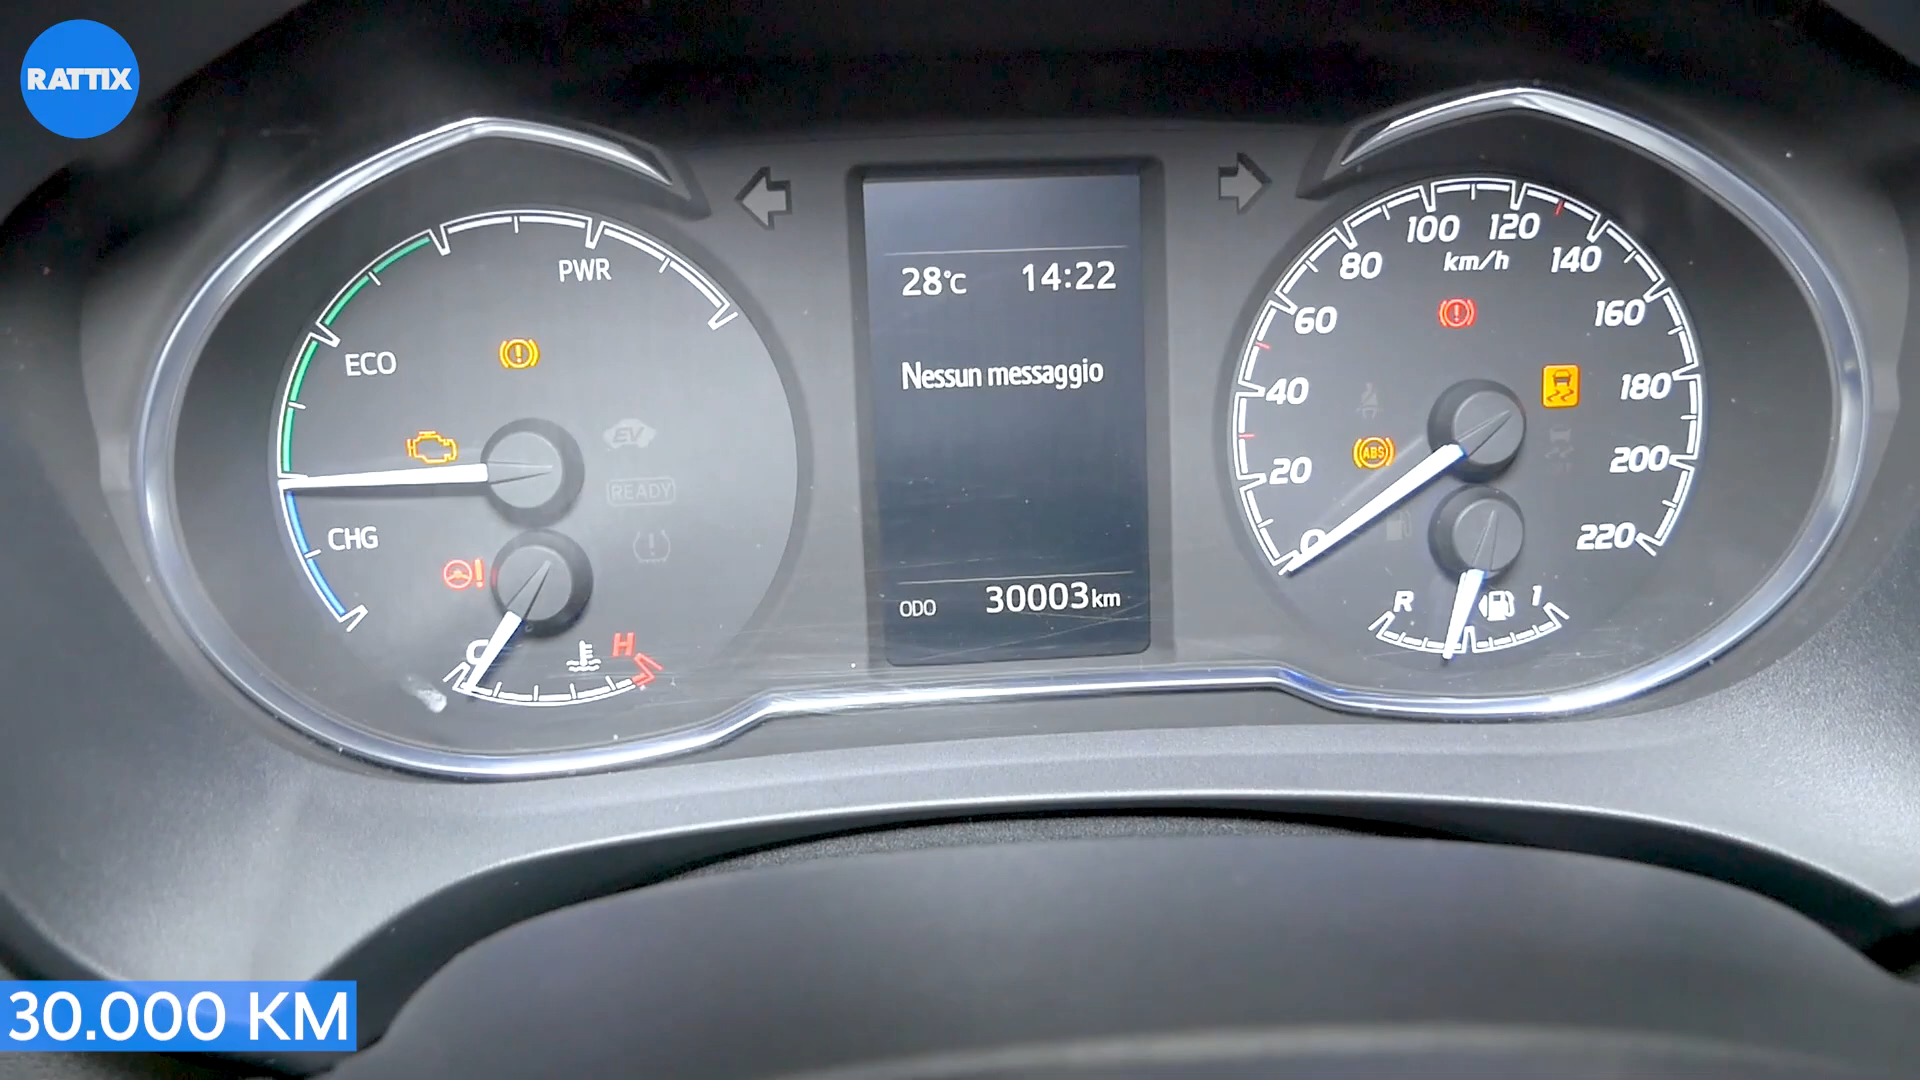 RATTIX
PWR
ECO
CHG
EV
READY
C
H
28°C 14:22
Nessun messaggio
ODO 30003km
0
20
40
60
80
100
120
140
160
180
200
220
km/h
ABS
R
1
30.000 KM